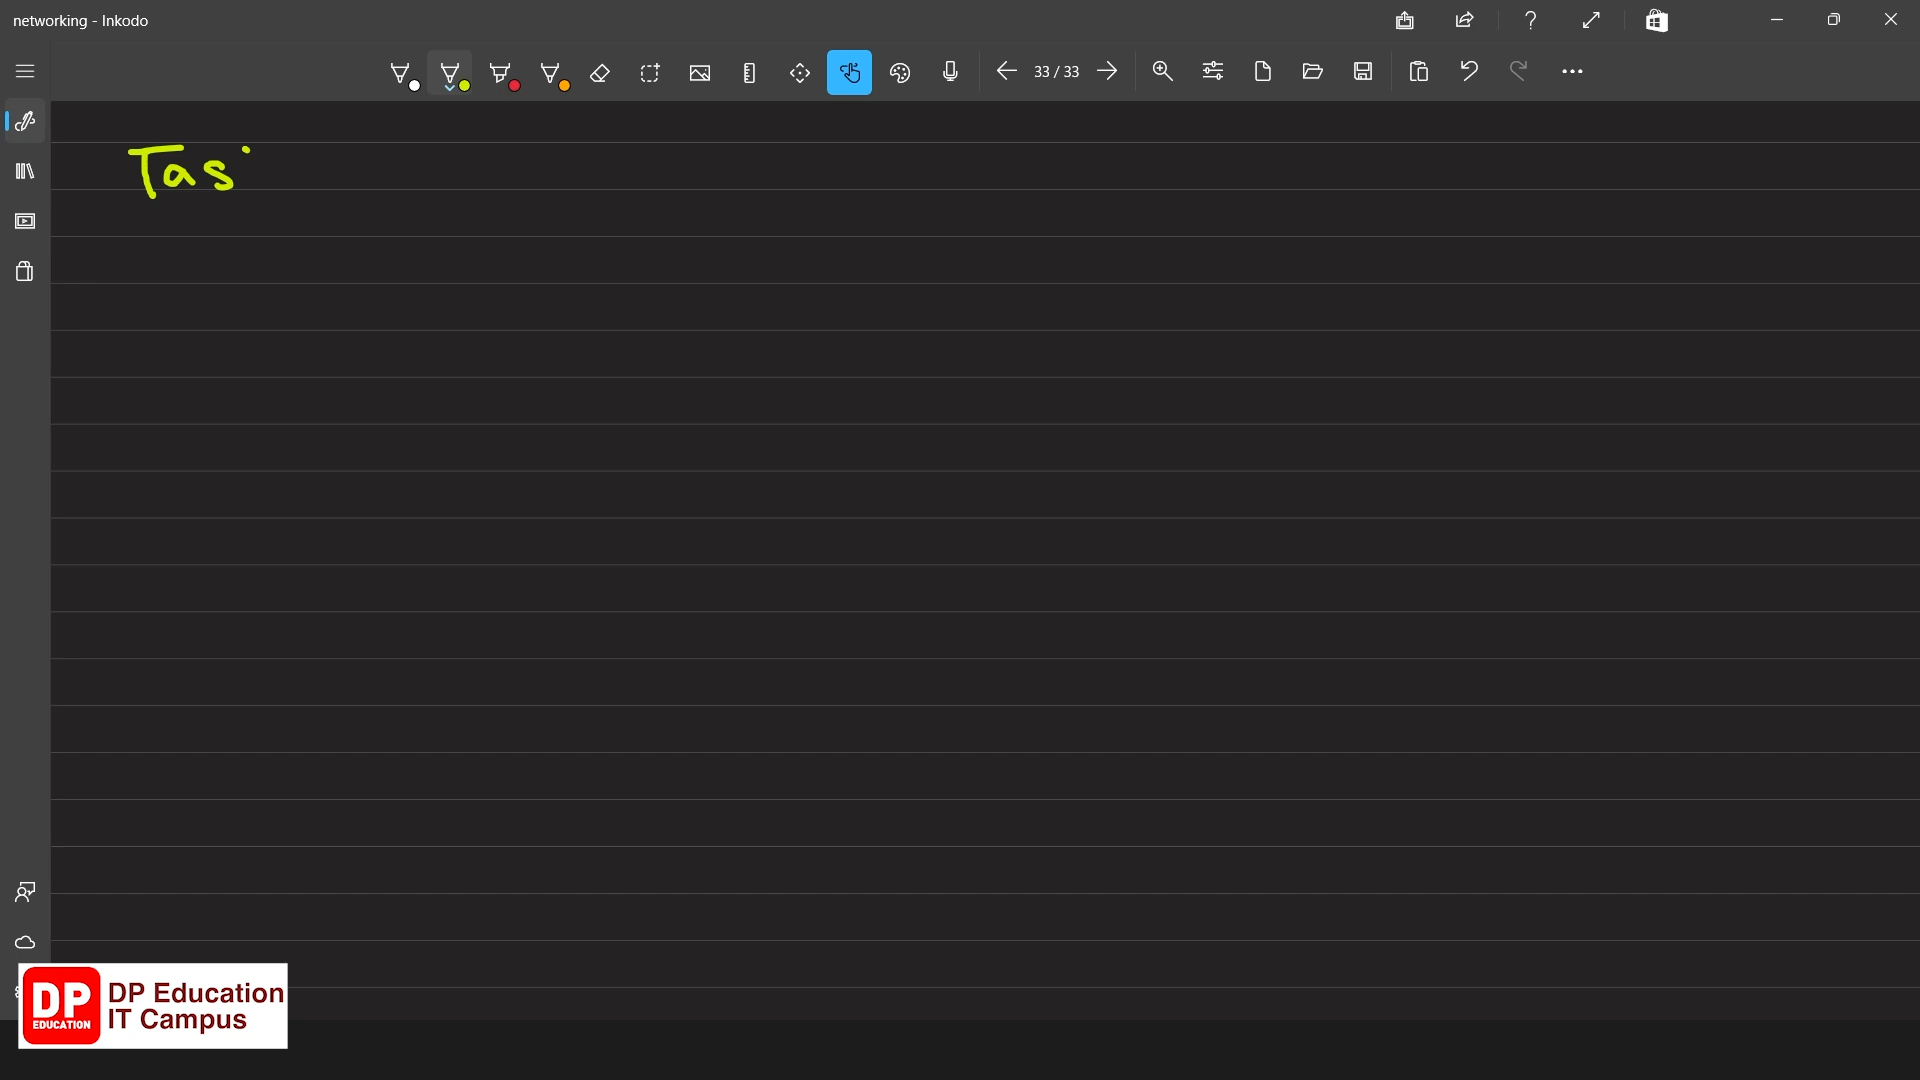 networking - Inkodo
33 / 33
Tas
DP
EDUCATION
DP Education
IT Campus